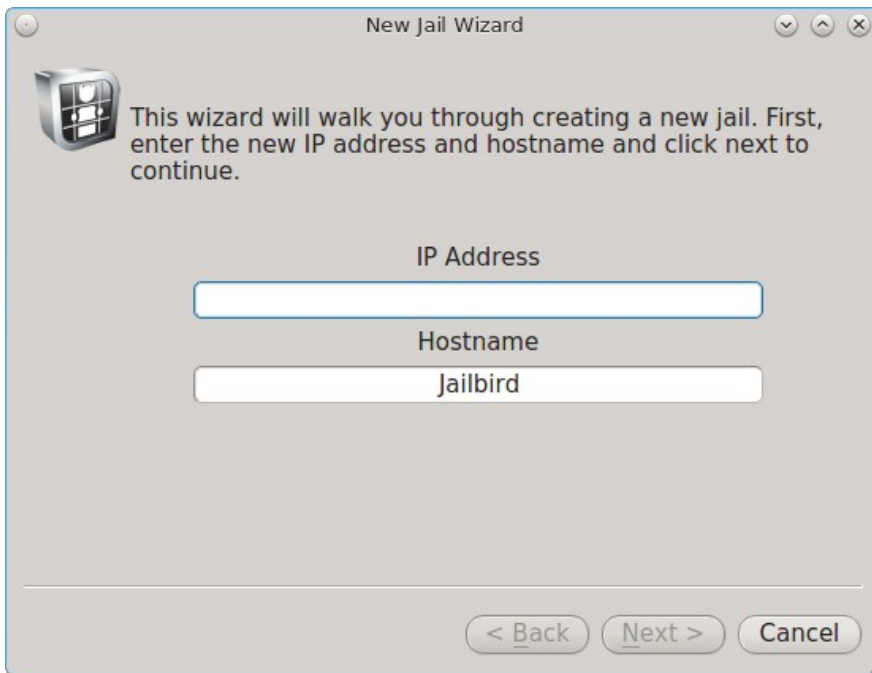 New Jail Wizard
This wizard will walk you through creating a new jail. First,
enter the new IP address and hostname and click next to
continue.
IP Address
Hostname
Jailbird
< Back
Next >
Cancel